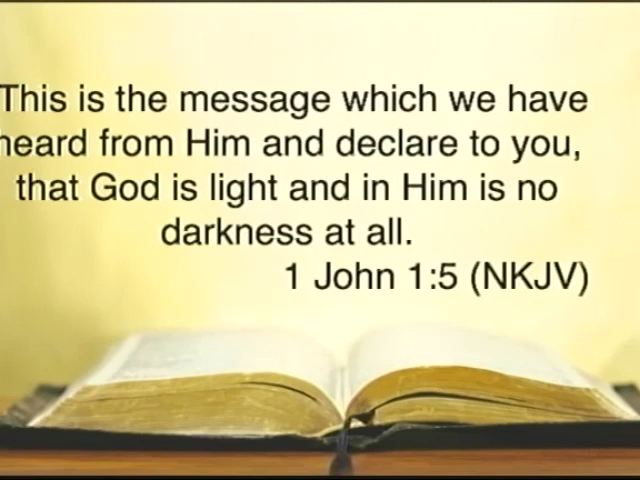 This is the message which we have
heard from Him and declare to you,
that God is light and in Him is no
darkness at all.
1 John 1:5 (NKJV)